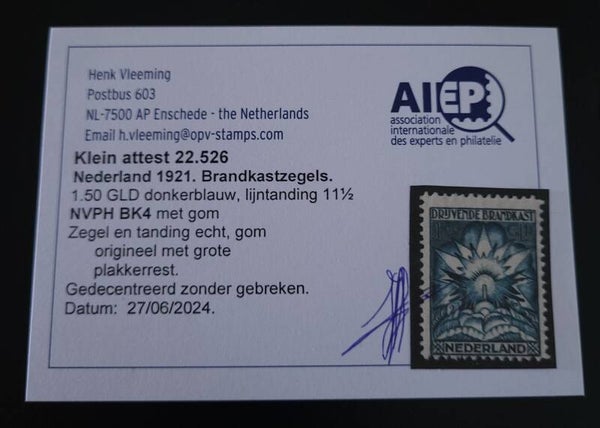 Henk Vleeming
Postbus 603
NL-7500 AP Enschede - the Netherlands
Email h.vleeming@opv-stamps.com
AIEP
association
internationale
des experts en philatelie
Klein attest 22.526
Nederland 1921. Brandkastzegels.
1.50 GLD donkerblauw, lijntanding 11½
NVPH BK4 met gom
Zegel en tanding echt, gom
origineel met grote
plakkerrest.
Gedecentreerd zonder gebreken.
Datum: 27/06/2024.
DRIJVENDE BRANDKAST
NEDERLAND